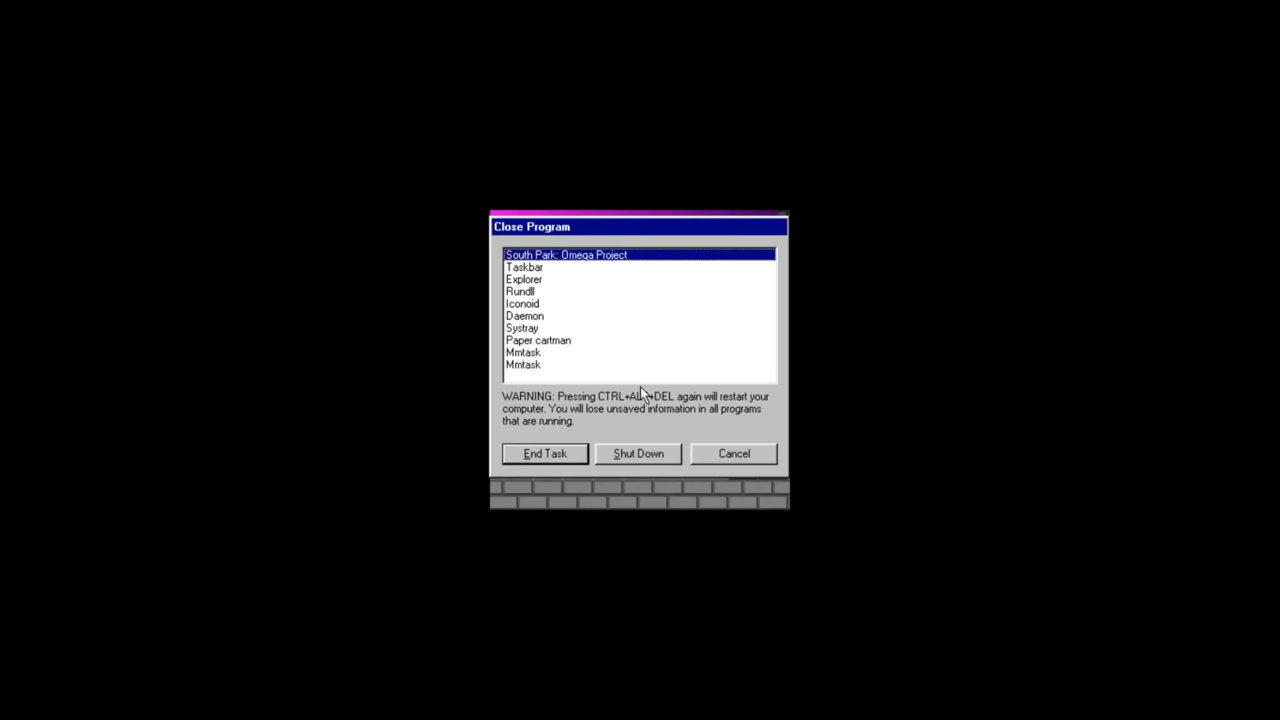 Close Program
South Park: Omega Project
Taskbar
Explorer
Rundll
Iconoid
Daemon
Systray
Paper cartman
Mmtask
Mmtask
WARNING: Pressing CTRL+ALT+DEL again will restart your
computer. You will lose unsaved information in all programs
that are running.
End Task Shut Down Cancel